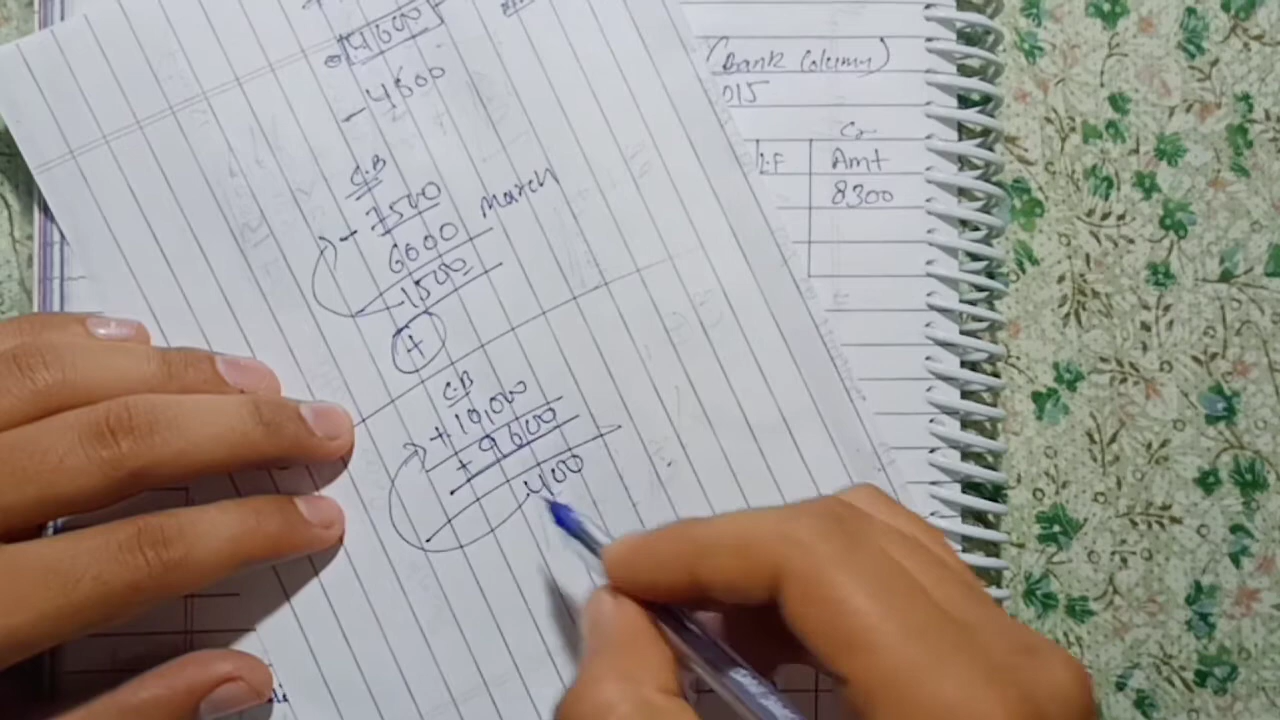 4600
- 4600
C.B
- 7500
6000
March
- 1500
H
C.B
+ 10,000
+ 9600
400
(Bank Column)
015
Cr
L.F Amt
8300